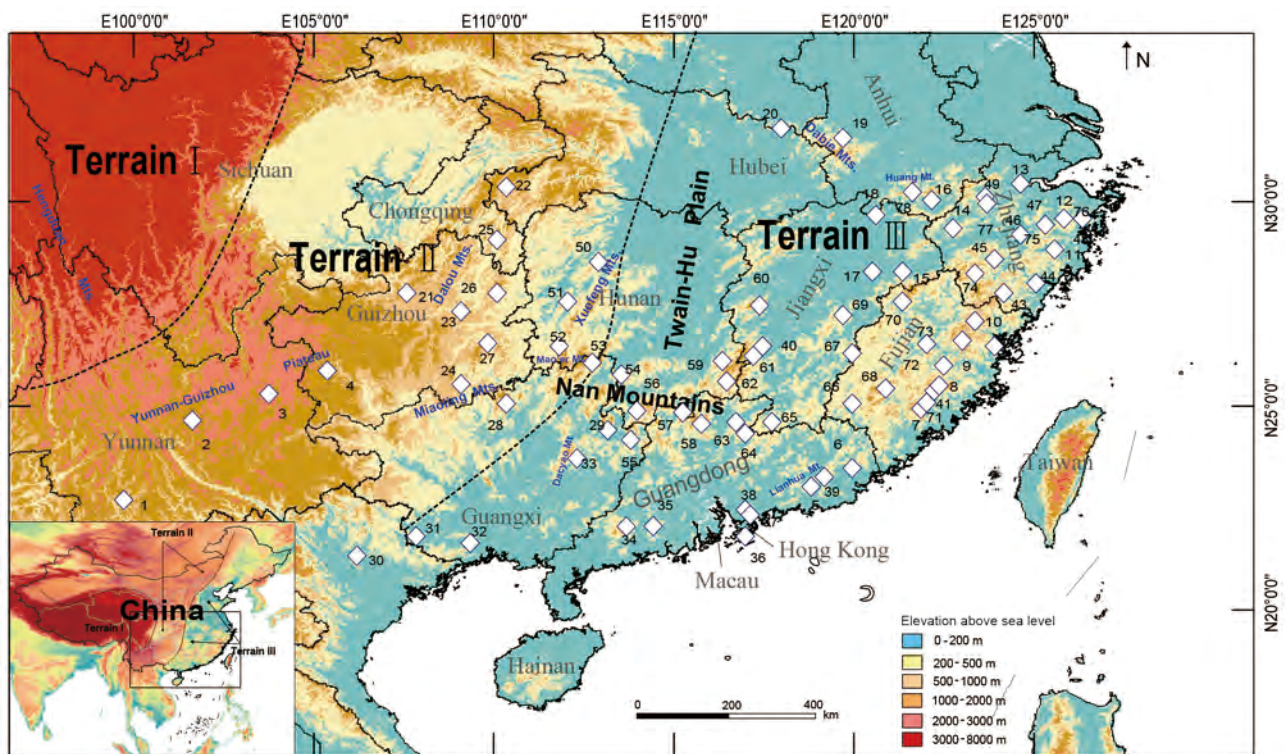 E100°0'0"
E105°0'0"
E110°0'0"
E115°0'0"
E120°0'0"
E125°0'0"
N
N30°0'0"
N25°0'0"
N20°0'0"
Terrain Ⅰ
Sichuan
Mts.
Chongqing
Terrain Ⅱ
Dalou Mts.
Guizhou
Yunnan-Guizhou
Piateau
Yunnan
Miaoling Mts.
Xuefeng Mts.
Hunan
Mao'er Mt.
Nan Mountains
Twain-Hu Plain
Hubei
Dabie Mts.
Anhui
Huang Mt.
Terrain Ⅲ
Jiangxi
Zhejiang
Fujian
Taiwan
Guangdong
Lianhua Mt.
Dacyao Mt.
Guangxi
Hong Kong
Macau
Hainan
1
2
3
4
21
22
23
24
25
26
27
28
29
30
31
32
33
34
35
36
38
39
5
6
7
8
9
10
11
12
13
14
15
16
17
18
19
20
40
41
43
44
45
46
47
49
50
51
52
53
54
55
56
57
58
59
60
61
62
63
64
65
66
67
68
69
70
71
72
73
74
75
76
77
78
Terrain II
China
Terrain I
Terrain III
0
200
400
km
Elevation above sea level
0-200 m
200-500 m
500-1000 m
1000-2000 m
2000-3000 m
3000-8000 m